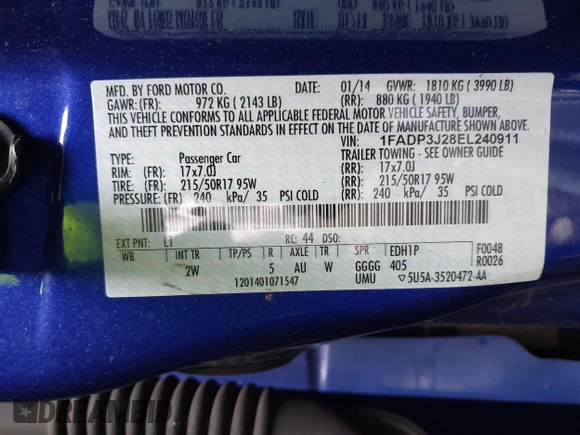 MFD. BY FORD MOTOR CO.
DATE: 01/14 GVWR: 1810 KG ( 3990 LB)
GAWR: (FR): 972 KG ( 2143 LB) (RR): 880 KG ( 1940 LB)
THIS VEHICLE CONFORMS TO ALL APPLICABLE FEDERAL MOTOR VEHICLE SAFETY, BUMPER,
AND THEFT PREVENTION STANDARDS IN EFFECT ON THE DATE OF MANUFACTURE SHOWN ABOVE.
VIN: 1FADP3J28EL240911
TYPE: Passenger Car TRAILER TOWING - SEE OWNER GUIDE
RIM: (FR): 17x7.0J (RR): 17x7.0J
TIRE: (FR): 215/50R17 95W (RR): 215/50R17 95W
PRESSURE: (FR): 240 kPa/ 35 PSI COLD (RR): 240 kPa/ 35 PSI COLD
EXT PNT: L1 RC: 44 DSO:
WB INT TR TP/PS R AXLE TR SPR EDH1P F0048
2W 5 AU W GGGG 405 R0026
1201401071547 UMU 5U5A-3520472-AA
DREAMBID